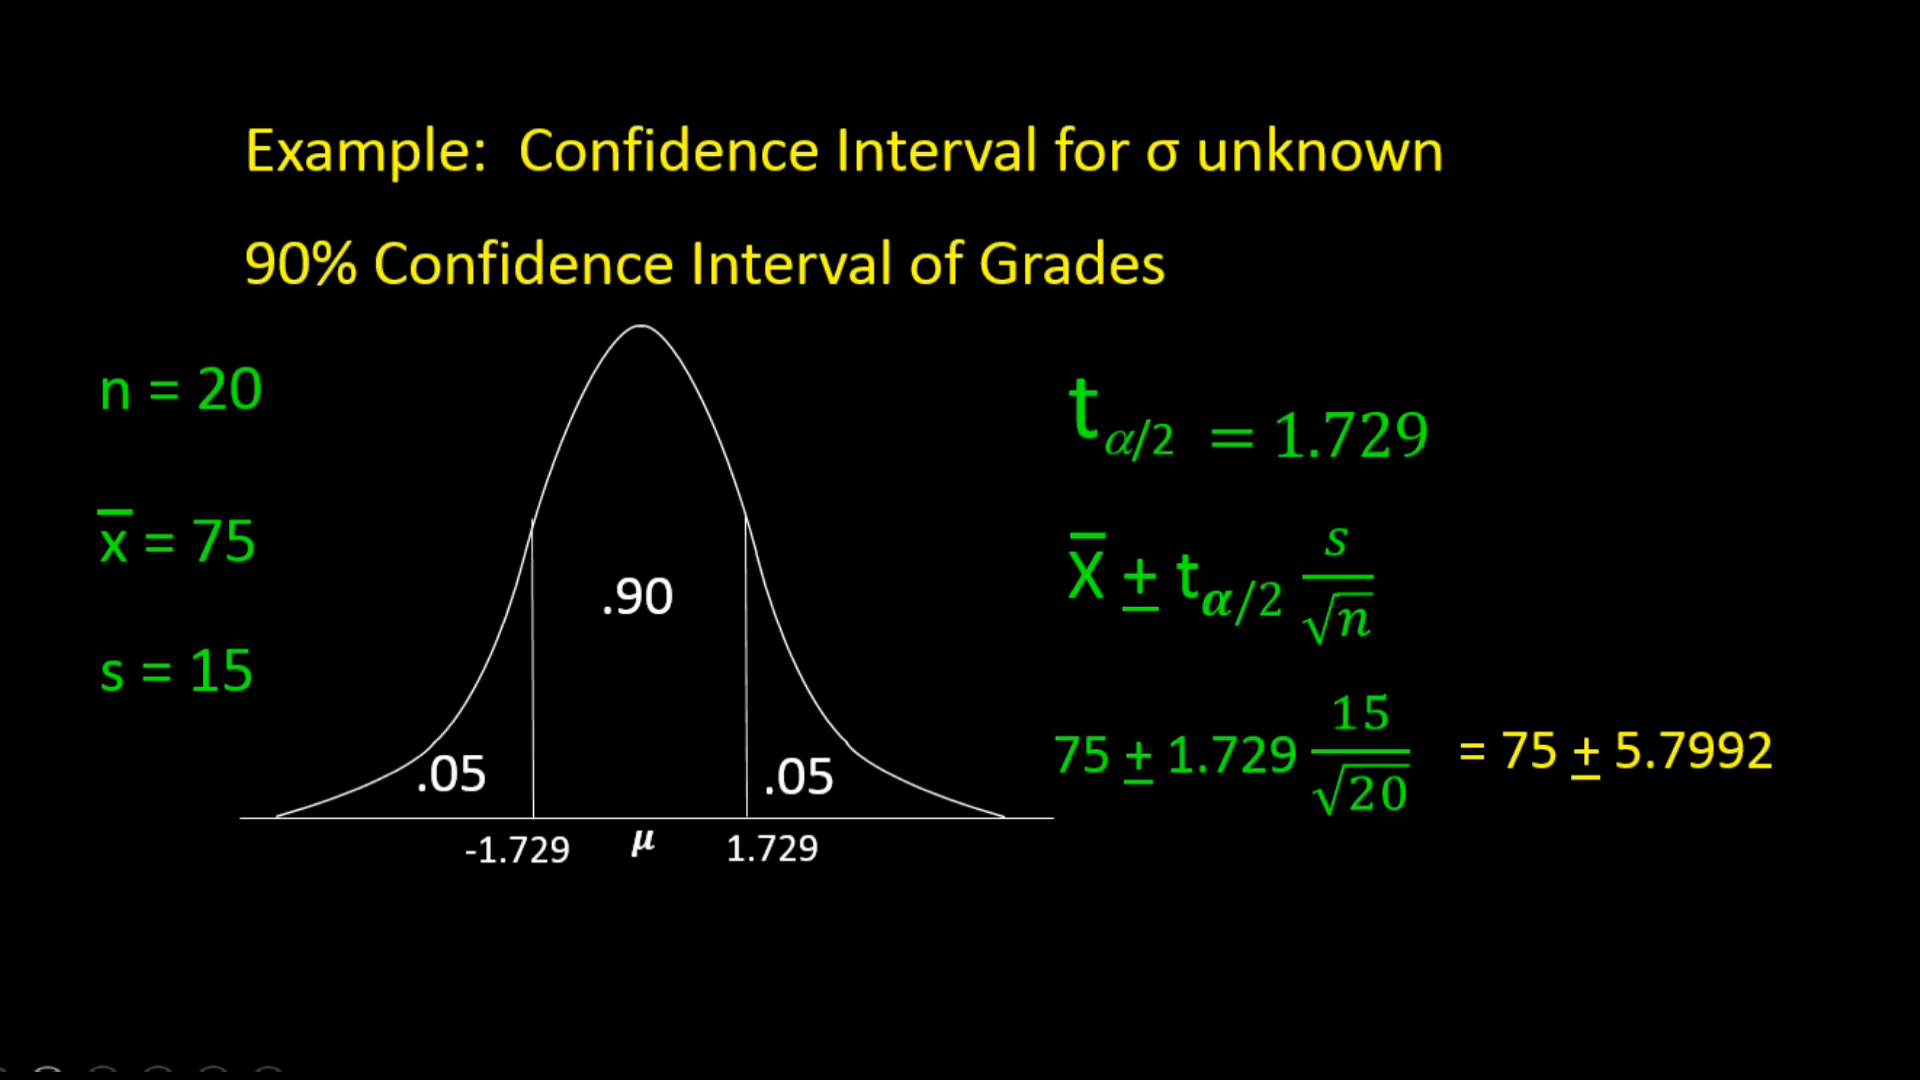 Example:  Confidence Interval for σ unknown
90% Confidence Interval of Grades
n = 20
x̅ = 75
s = 15
.90
.05
.05
-1.729
μ
1.729
tα/2 = 1.729
X̅ ± tα/2 s/√n
75 ± 1.729 15/√20 = 75 ± 5.7992